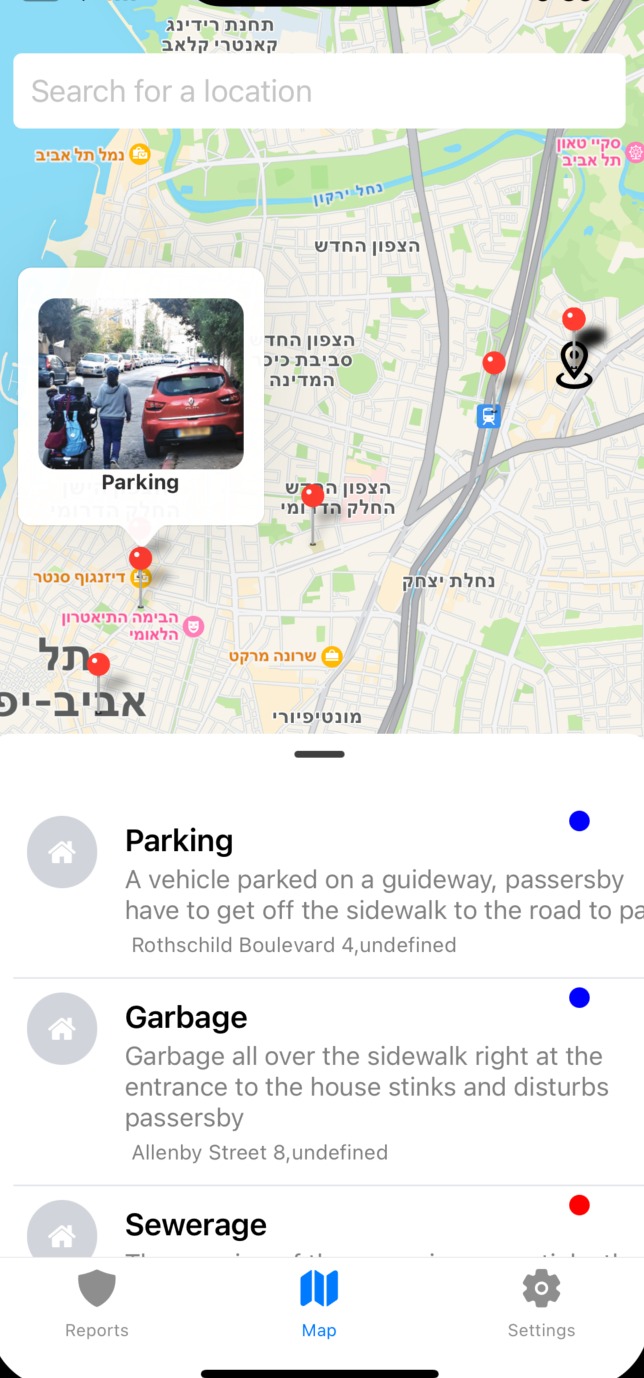 תחנת רידינג
קאנטרי קלאב
Search for a location
נמל תל אביב
סקיי טאון
תל אביב
נחל ירקון
הצפון החדש
הצפון החדש
סביבת כיכר
המדינה
Parking
הצפון החדש
החלק הדרומי
דיזנגוף סנטר
נחלת יצחק
הבימה התיאטרון
הלאומי
שרונה מרקט
תל
אביב-יפ
מונטיפיורי
Parking
A vehicle parked on a guideway, passersby
have to get off the sidewalk to the road to pa
Rothschild Boulevard 4,undefined
Garbage
Garbage all over the sidewalk right at the
entrance to the house stinks and disturbs
passersby
Allenby Street 8,undefined
Sewerage
Reports
Map
Settings